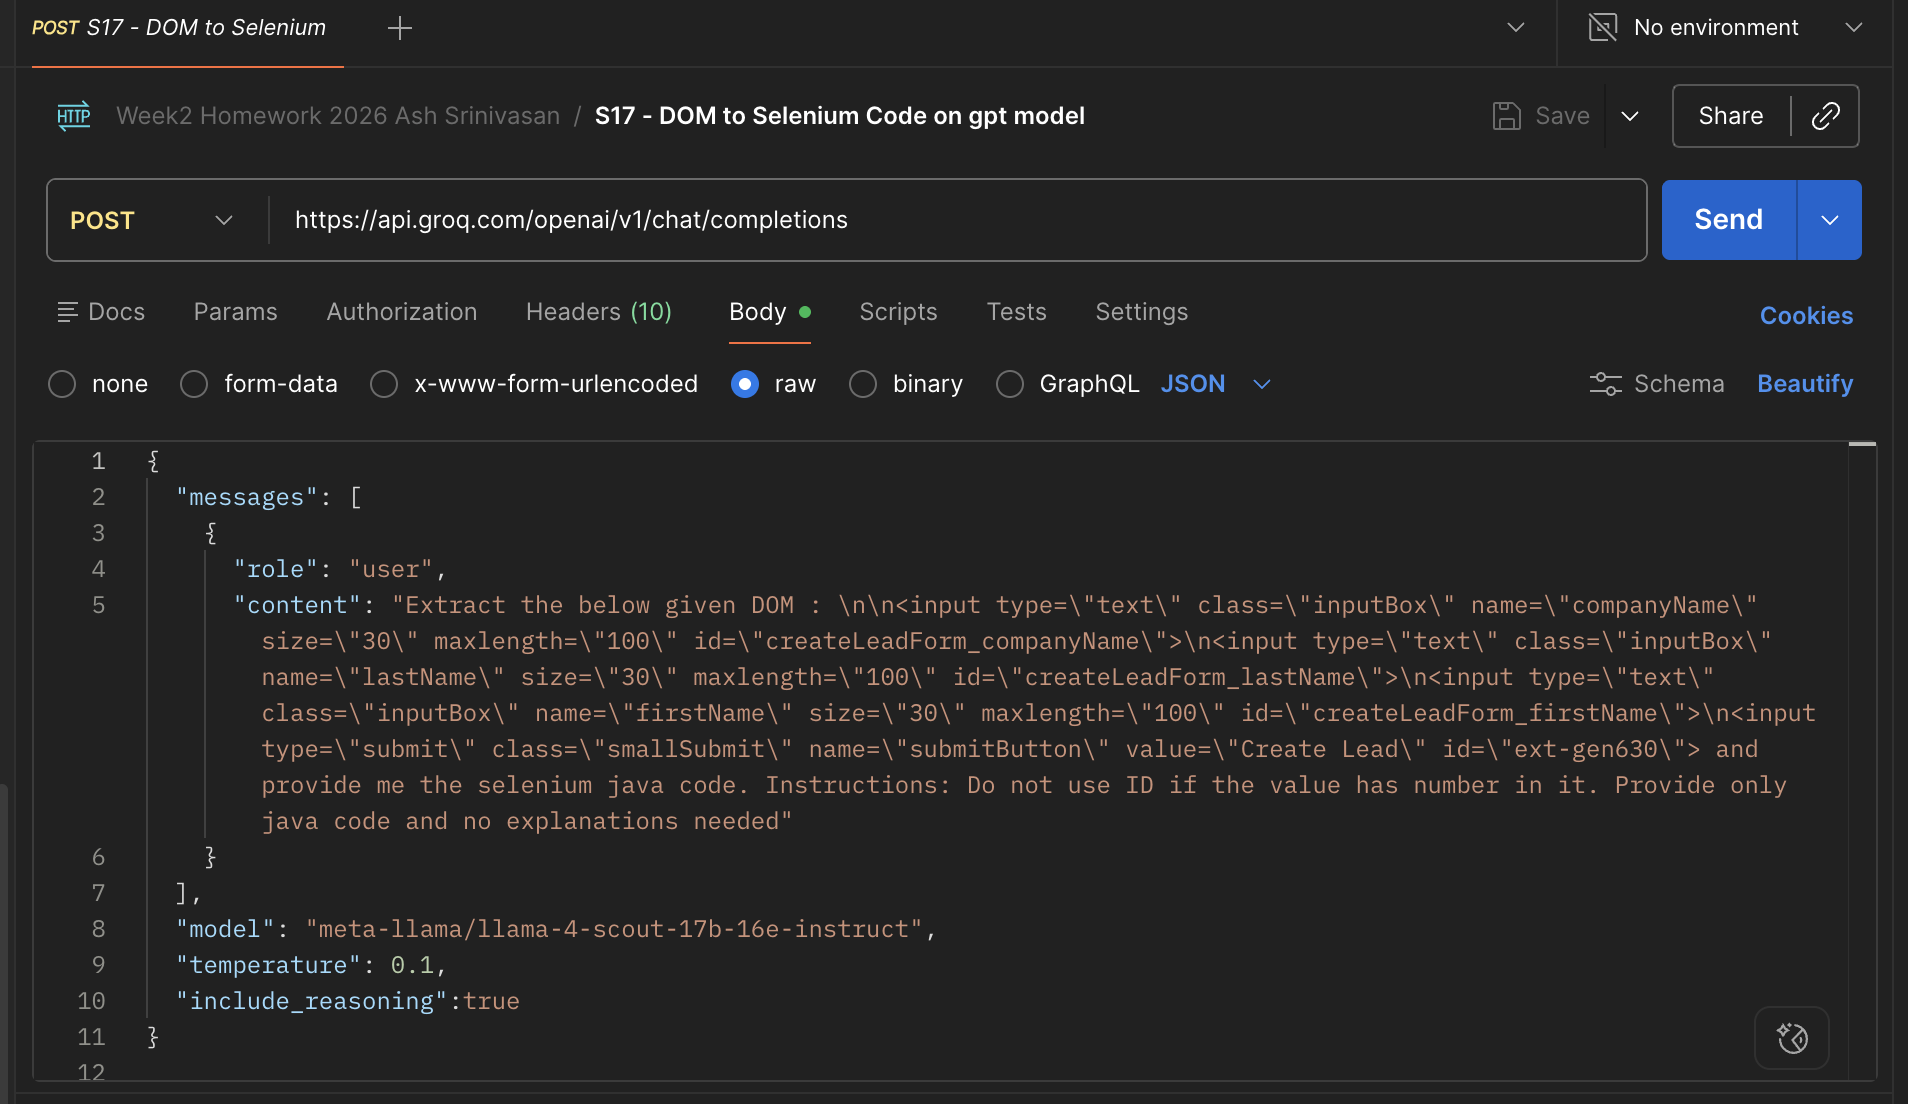 POST S17 - DOM to Selenium
No environment
HTTP Week2 Homework 2026 Ash Srinivasan / S17 - DOM to Selenium Code on gpt model
Save
Share
POST https://api.groq.com/openai/v1/chat/completions
Send
Docs Params Authorization Headers (10) Body Scripts Tests Settings Cookies
none form-data x-www-form-urlencoded raw binary GraphQL JSON Schema Beautify
1 {
2 "messages": [
3 {
4 "role": "user",
5 "content": "Extract the below given DOM : \n\n<input type=\"text\" class=\"inputBox\" name=\"companyName\"
size=\"30\" maxlength=\"100\" id=\"createLeadForm_companyName\">\n<input type=\"text\" class=\"inputBox\"
name=\"lastName\" size=\"30\" maxlength=\"100\" id=\"createLeadForm_lastName\">\n<input type=\"text\"
class=\"inputBox\" name=\"firstName\" size=\"30\" maxlength=\"100\" id=\"createLeadForm_firstName\">\n<input
type=\"submit\" class=\"smallSubmit\" name=\"submitButton\" value=\"Create Lead\" id=\"ext-gen630\"> and
provide me the selenium java code. Instructions: Do not use ID if the value has number in it. Provide only
java code and no explanations needed"
6 }
7 ],
8 "model": "meta-llama/llama-4-scout-17b-16e-instruct",
9 "temperature": 0.1,
10 "include_reasoning":true
11 }
12